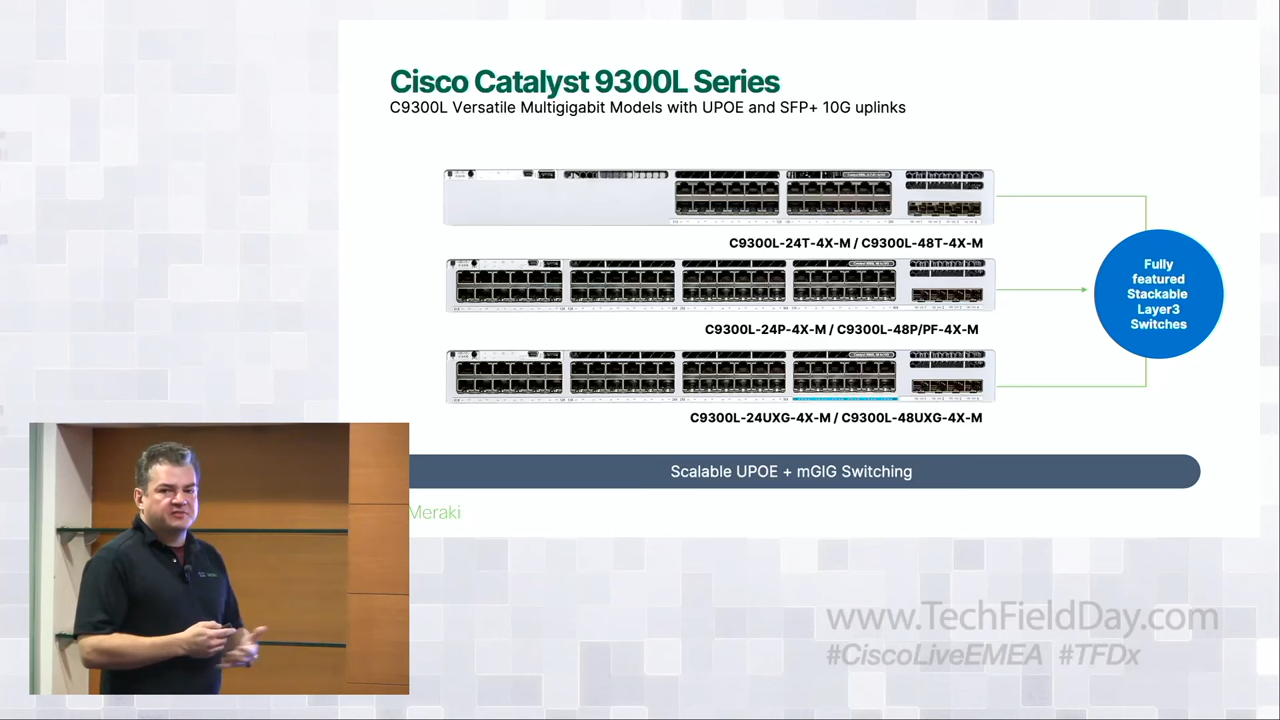 Cisco Catalyst 9300L Series
C9300L Versatile Multigigabit Models with UPOE and SFP+ 10G uplinks
C9300L-24T-4X-M / C9300L-48T-4X-M
C9300L-24P-4X-M / C9300L-48P/PF-4X-M
C9300L-24UXG-4X-M / C9300L-48UXG-4X-M
Fully
featured
Stackable
Layer3
Switches
Scalable UPOE + mGIG Switching
Meraki
www.TechFieldDay.com
#CiscoLiveEMEA #TFDx